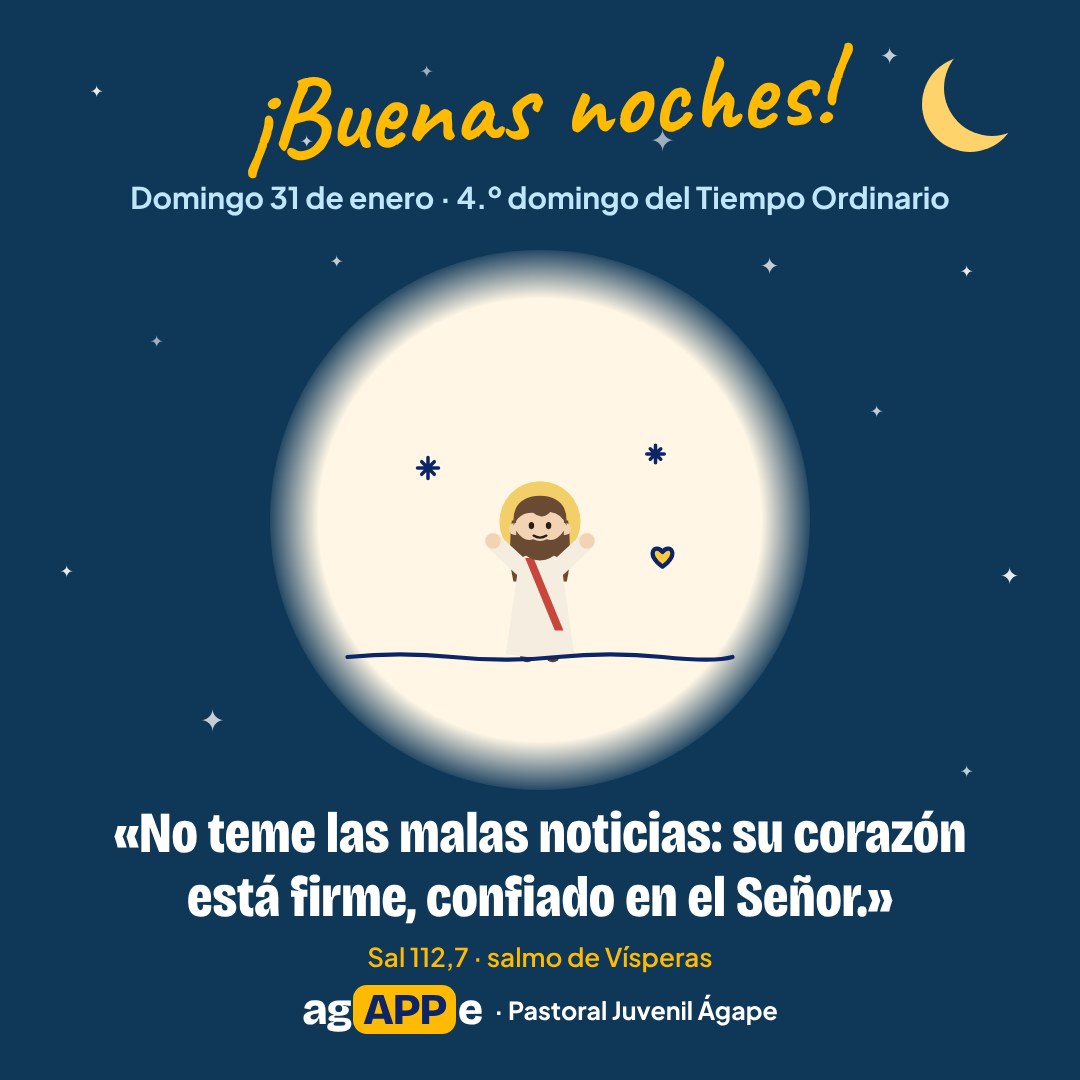 ¡Buenas noches!
Domingo 31 de enero · 4.º domingo del Tiempo Ordinario
«No teme las malas noticias: su corazón
está firme, confiado en el Señor.»
Sal 112,7 · salmo de Vísperas
agAPPe · Pastoral Juvenil Ágape